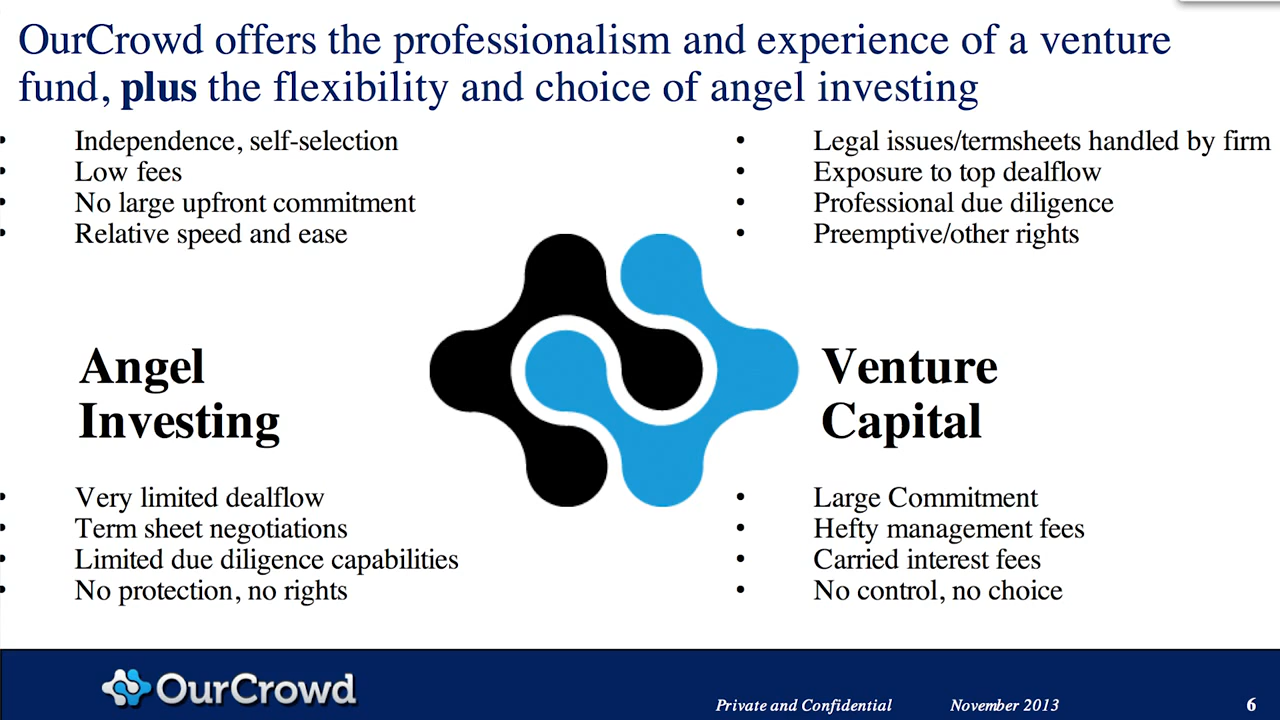 OurCrowd offers the professionalism and experience of a venture
fund, plus the flexibility and choice of angel investing
• Independence, self-selection
• Low fees
• No large upfront commitment
• Relative speed and ease
• Legal issues/termsheets handled by firm
• Exposure to top dealflow
• Professional due diligence
• Preemptive/other rights
Angel
Investing
Venture
Capital
• Very limited dealflow
• Term sheet negotiations
• Limited due diligence capabilities
• No protection, no rights
• Large Commitment
• Hefty management fees
• Carried interest fees
• No control, no choice
OurCrowd
Private and Confidential November 2013 6